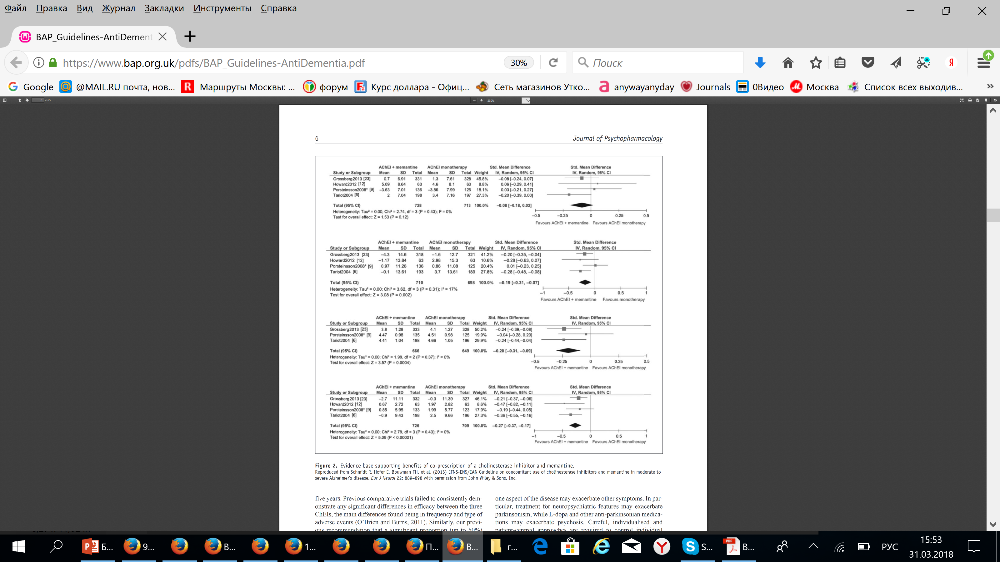 Файл Правка Вид Журнал Закладки Инструменты Справка
BAP_Guidelines-AntiDement
https://www.bap.org.uk/pdfs/BAP_Guidelines-AntiDementia.pdf 30% Поиск
Google @MAIL.RU почта, нов... Маршруты Москвы: ... форум Курс доллара - Офиц... Сеть магазинов Утко... anywayanyday Journals 0Видео Москва Список всех выходив...
6 из 22 230%
6 Journal of Psychopharmacology
AChEI + memantine AChEI monotherapy Std. Mean Difference Std. Mean Difference
Study or Subgroup Mean SD Total Mean SD Total Weight IV, Random, 95% CI IV, Random, 95% CI
Grossberg2013 [23] 0.7 6.91 331 1.3 7.61 328 45.8% −0.08 [−0.24, 0.07]
Howard2012 [12] 5.09 8.64 63 4.6 8.1 63 8.8% 0.06 [−0.29, 0.41]
Porsteinsson2008* [9] −3.63 7.01 136 −3.86 7.99 125 18.1% 0.03 [−0.21, 0.27]
Tariot2004 [6] 2 7.04 198 3.4 7.16 197 27.3% −0.20 [−0.39, 0.00]
Total (95% CI) 728 713 100.0% −0.08 [−0.18, 0.02]
Heterogeneity: Tau² = 0.00; Chi² = 2.74, df = 3 (P = 0.43); I² = 0%
Test for overall effect: Z = 1.53 (P = 0.12)
−0.5 −0.25 0 0.25 0.5
Favours AChEI + memantine Favours AChEI monotherapy
AChEI + memantine AChEI monotherapy Std. Mean Difference Std. Mean Difference
Study or Subgroup Mean SD Total Mean SD Total Weight IV, Random, 95% CI IV, Random, 95% CI
Grossberg2013 [23] −4.3 14.6 318 −1.6 12.7 321 41.2% −0.20 [−0.35, −0.04]
Howard2012 [12] −1.17 13.84 63 2.98 15.3 63 10.6% −0.28 [−0.63, 0.07]
Porsteinsson2008* [9] 0.97 11.26 136 0.86 11.08 125 20.4% 0.01 [−0.23, 0.25]
Tariot2004 [6] −0.1 13.61 193 3.7 13.61 189 27.8% −0.28 [−0.48, −0.08]
Total (95% CI) 710 698 100.0% −0.19 [−0.31, −0.07]
Heterogeneity: Tau² = 0.00; Chi² = 3.62, df = 3 (P = 0.31); I² = 17%
Test for overall effect: Z = 3.08 (P = 0.002)
−1 −0.5 0 0.5 1
Favours AChEI + memantine Favours monotherapy
AChEI + memantine AChEI monotherapy Std. Mean Difference Std. Mean Difference
Study or Subgroup Mean SD Total Mean SD Total Weight IV, Random, 95% CI IV, Random, 95% CI
Grossberg2013 [23] 3.8 1.28 333 4.1 1.27 328 50.2% −0.24 [−0.39,−0.08]
Porsteinsson2008* [9] 4.47 0.98 135 4.51 0.98 125 19.9% −0.04 [−0.28, 0.20]
Tariot2004 [6] 4.41 1.04 198 4.66 1.05 196 29.9% −0.24 [−0.44,−0.04]
Total (95% CI) 666 649 100.0% −0.20 [−0.31, −0.09]
Heterogeneity: Tau² = 0.00; Chi² = 1.99, df = 2 (P = 0.37); I² = 0%
Test for overall effect: Z = 3.57 (P = 0.0004)
−0.5 −0.25 0 0.25 0.5
Favours AChEI + memantine Favours AChEI monotherapy
AChEI + memantine AChEI monotherapy Std. Mean Difference Std. Mean Difference
Study or Subgroup Mean SD Total Mean SD Total Weight IV, Random, 95% CI IV, Random, 95% CI
Grossberg2013 [23] −2.7 11.11 332 −0.3 11.39 327 46.1% −0.21 [−0.37, −0.06]
Howard2012 [12] 0.67 2.72 63 1.97 2.82 63 8.6% −0.47 [−0.82, −0.11]
Porsteinsson2008* [9] 0.85 5.95 133 1.99 5.77 123 17.9% −0.19 [−0.44, 0.05]
Tariot2004 [6] −0.9 9.43 198 2.5 9.66 196 27.3% −0.36 [−0.55, −0.16]
Total (95% CI) 726 709 100.0% −0.27 [−0.37, −0.17]
Heterogeneity: Tau² = 0.00; Chi² = 2.79, df = 3 (P = 0.43); I² = 0%
Test for overall effect: Z = 5.09 (P < 0.00001)
−1 −0.5 0 0.5 1
Favours AChEI + memantine Favours AChEI monotherapy
Figure 2. Evidence base supporting benefits of co-prescription of a cholinesterase inhibitor and memantine.
Reproduced from Schmidt R, Hofer E, Bouwman FH, et al. (2015) EFNS-ENS/EAN Guideline on concomitant use of cholinesterase inhibitors and memantine in moderate to
severe Alzheimer's disease. Eur J Neurol 22: 889–898 with permission from John Wiley & Sons, Inc.
five years. Previous comparative trials failed to consistently dem-
onstrate any significant differences in efficacy between the three
ChEIs, the main differences found being in frequency and type of
adverse events (O'Brien and Burns, 2011). Similarly, our previ-
ous recommendation that a significant proportion (up to 50%)
one aspect of the disease may exacerbate other symptoms. In par-
ticular, treatment for neuropsychiatric features may exacerbate
parkinsonism, while L-dopa and other anti-parkinsonian medica-
tions may exacerbate psychosis. Careful, individualised and
patient-centred approaches are required to control individual
Б... 9... B... 1... П... B... г... S... B... РУС 15:53
31.03.2018